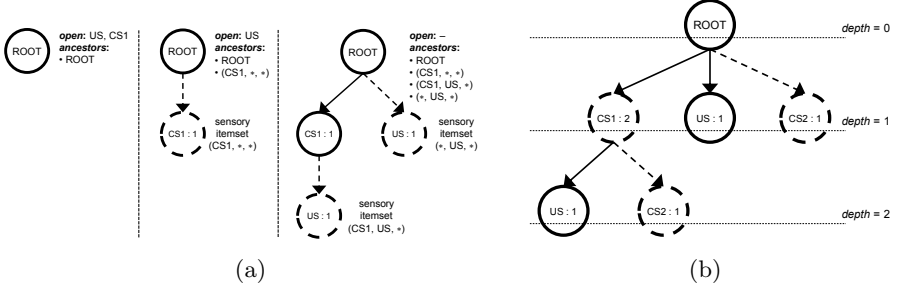 ROOT
open: US, CS1
ancestors:
• ROOT
ROOT
open: US
ancestors:
• ROOT
• (CS1, *, *)
CS1 : 1
sensory
itemset
(CS1, *, *)
ROOT
open: –
ancestors:
• ROOT
• (CS1, *, *)
• (CS1, US, *)
• (*, US, *)
CS1 : 1
US : 1
sensory
itemset
(*, US, *)
US : 1
sensory
itemset
(CS1, US, *)
(a)
ROOT
depth = 0
CS1 : 2
US : 1
CS2 : 1
depth = 1
US : 1
CS2 : 1
depth = 2
(b)